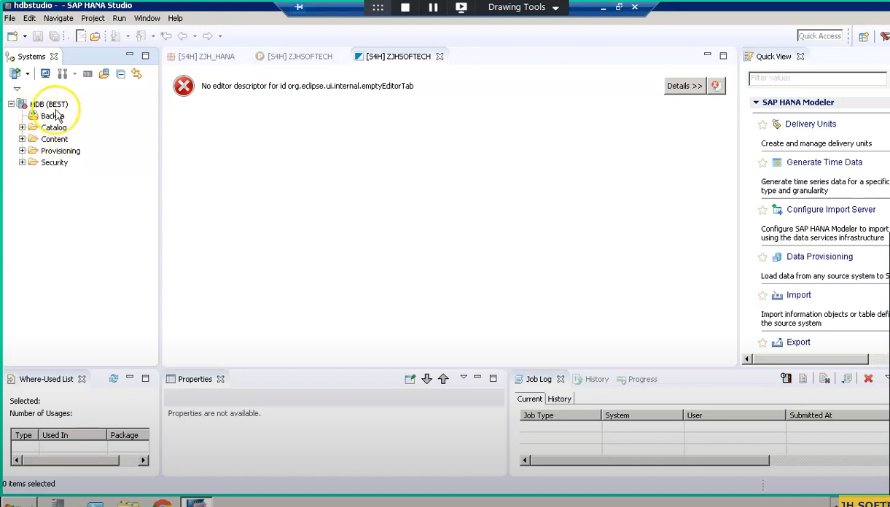 hdbstudio - - SAP HANA Studio
Drawing Tools
File Edit Navigate Project Run Window Help
Quick Access
Systems
[S4H] ZJH_HANA
[S4H] ZJHSOFTECH
[S4H] ZJHSOFTECH
Quick View
No editor descriptor for id org.eclipse.ui.internal.emptyEditorTab
Details >>
Filter values
HDB (BEST)
Backup
Catalog
Content
Provisioning
Security
SAP HANA Modeler
Delivery Units
Create and manage delivery units
Generate Time Data
Generate time series data for a specific
type and granularity
Configure Import Server
Configure SAP HANA Modeler to import
using the data services infrastructure
Data Provisioning
Load data from any source system to S
Import
Import information objects or table defi
the source system
Export
Where-Used List
Selected:
Number of Usages:
Type Used In Package
Properties
Properties are not available.
Job Log History Progress
Current History
Job Type System User Submitted At
0 items selected
JH SOFT